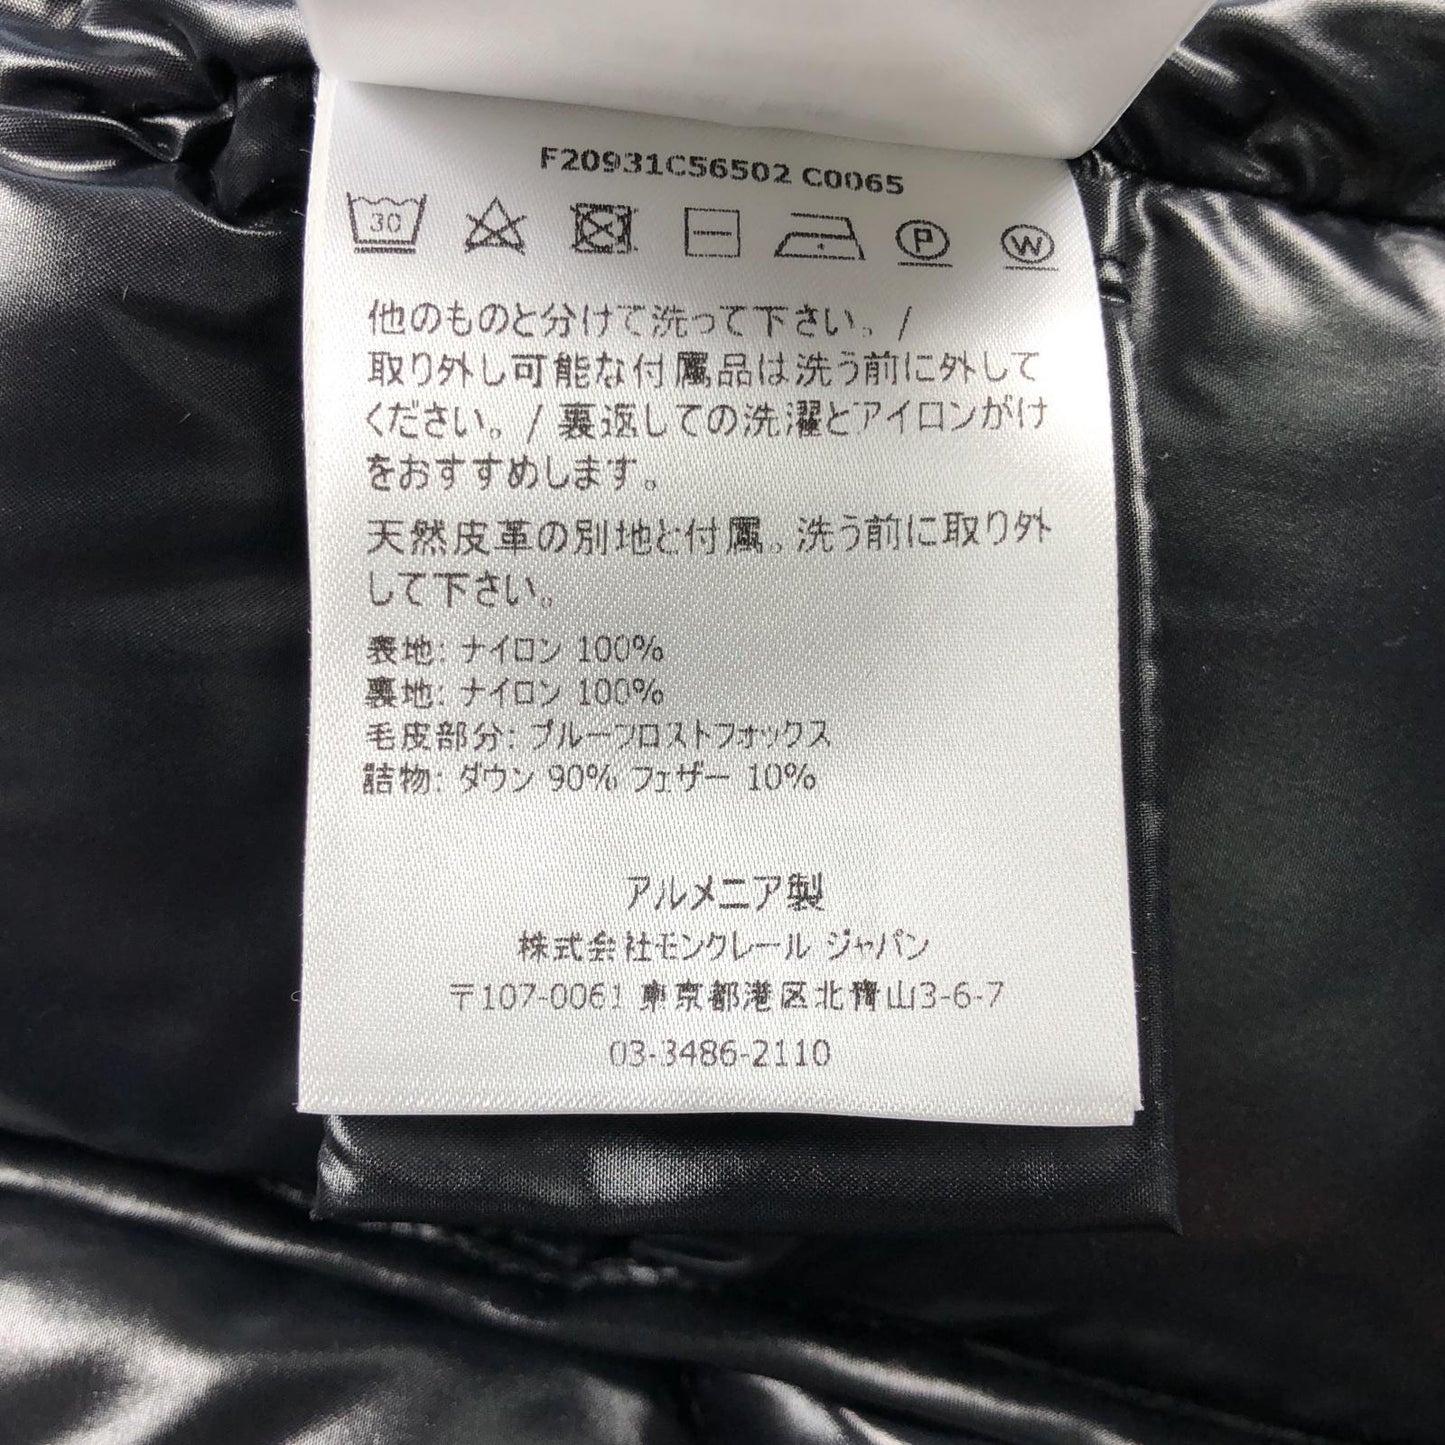 F20931C56502 C0065
30 P W
他のものと分けて洗って下さい。/
取り外し可能な付属品は洗う前に外して
ください。/ 裏返しての洗濯とアイロンがけ
をおすすめします。
天然皮革の別地と付属。洗う前に取り外
して下さい。
表地: ナイロン 100%
裏地: ナイロン 100%
毛皮部分: ブルーフロストフォックス
詰物: ダウン 90% フェザー 10%
アルメニア製
株式会社モンクレール ジャパン
〒107-0061 東京都港区北青山3-6-7
03-3486-2110